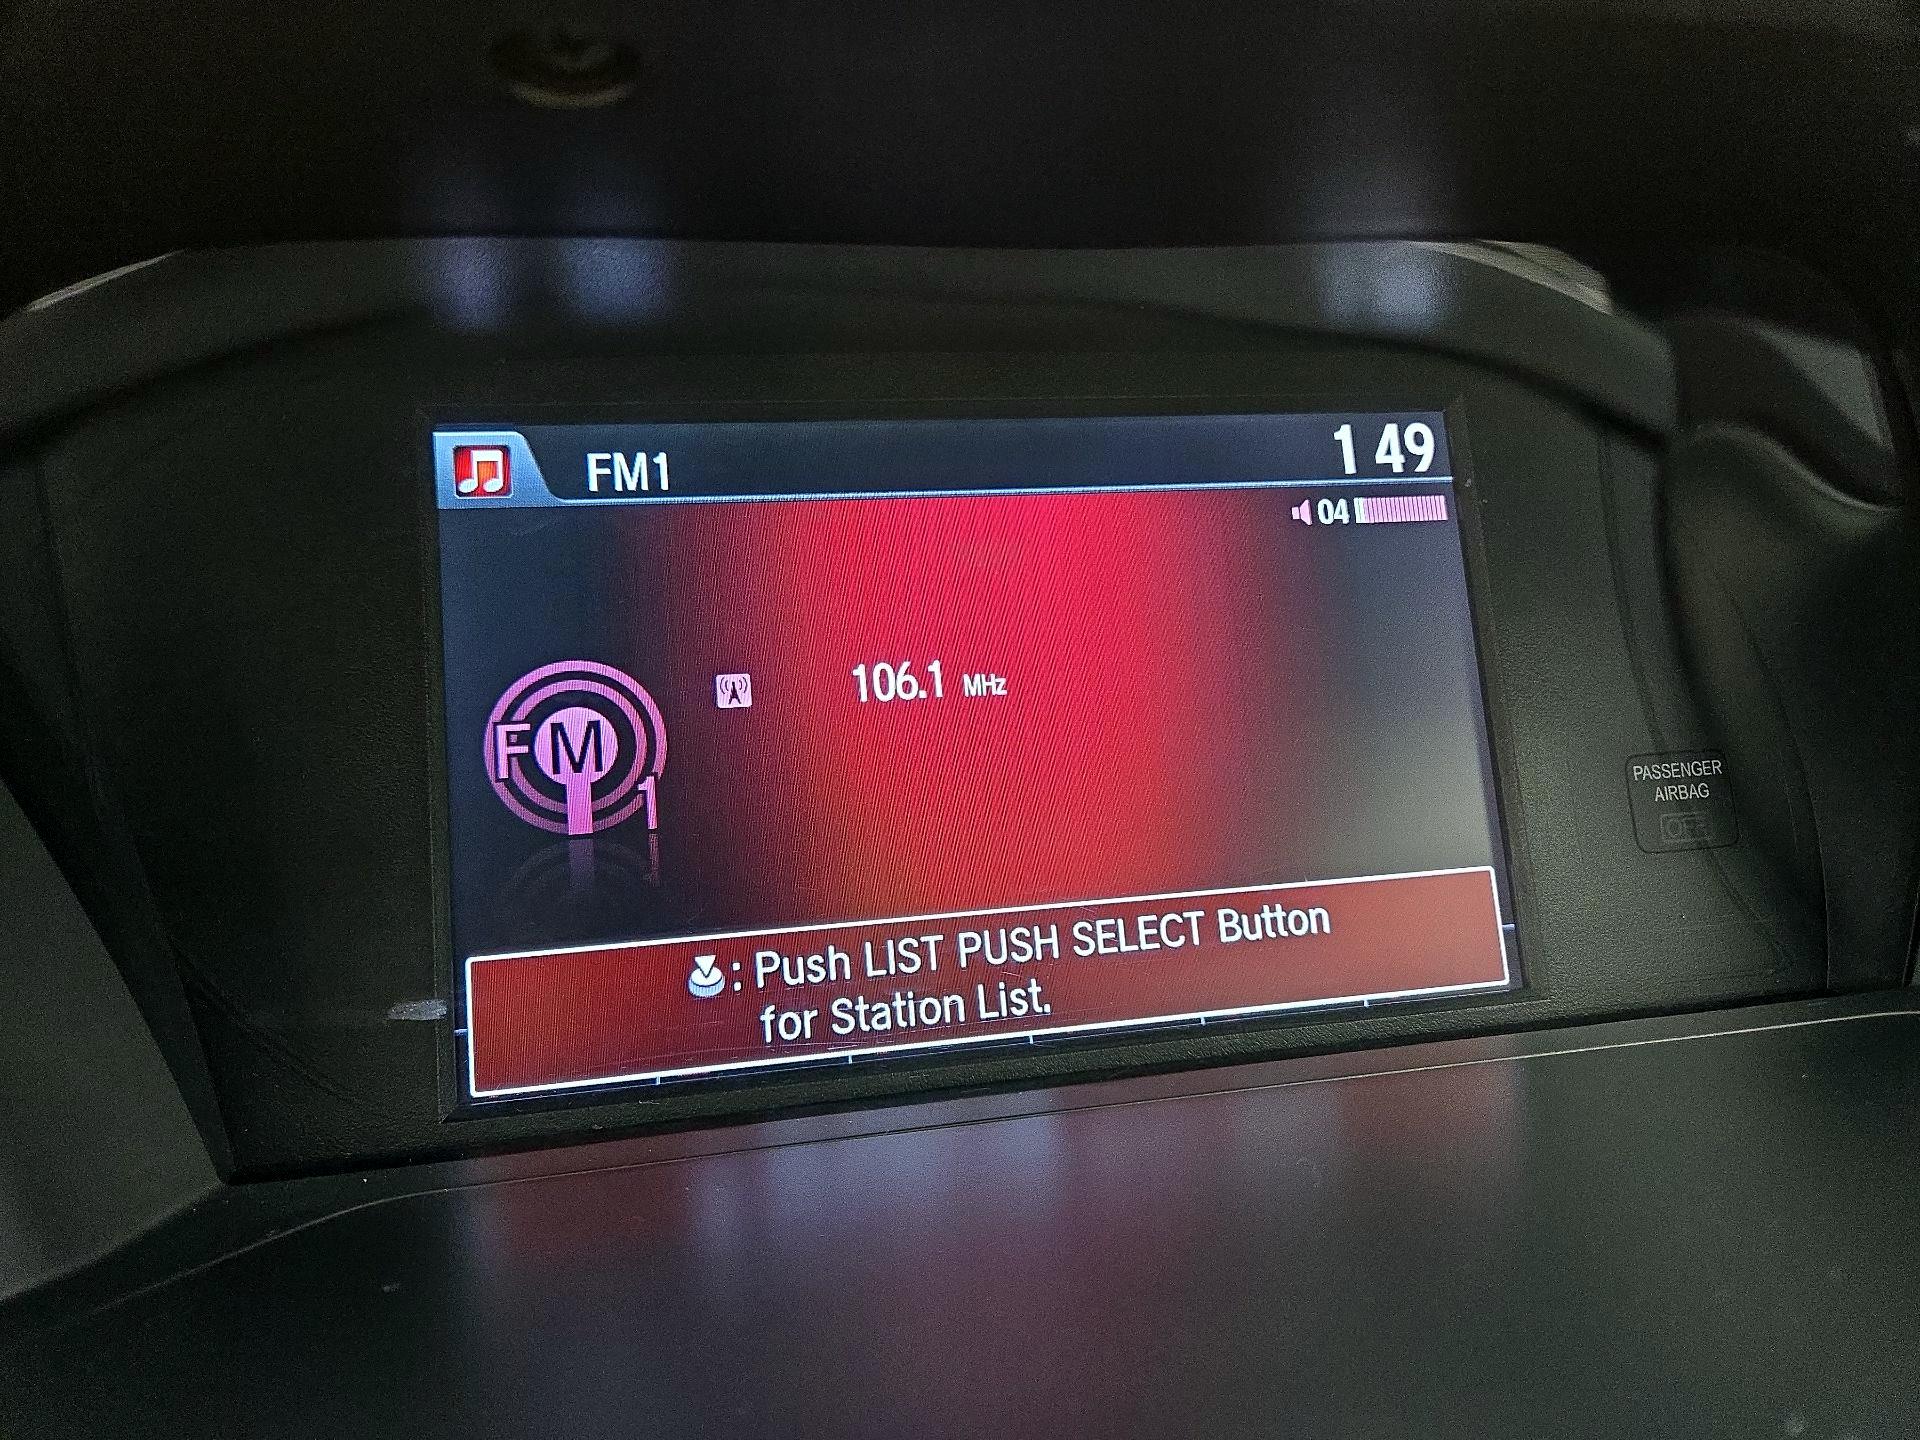 FM1
1 49
04
106.1 MHz
FM
1
PASSENGER
AIRBAG
OFF
: Push LIST PUSH SELECT Button
for Station List.